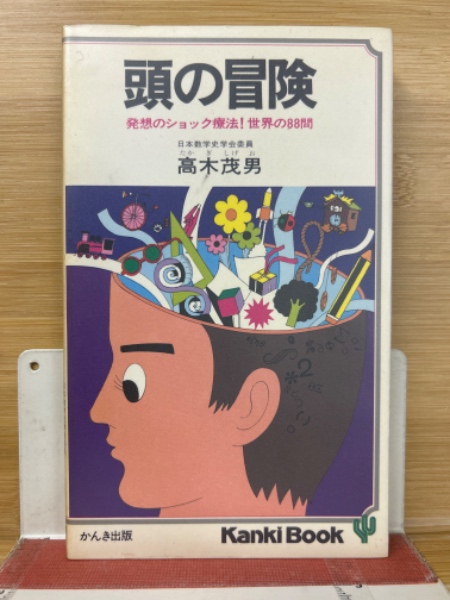 頭の冒険
発想のショック療法!世界の88問
日本数学史学会委員
たかぎしげお
高木茂男
2
かんき出版
Kanki Book